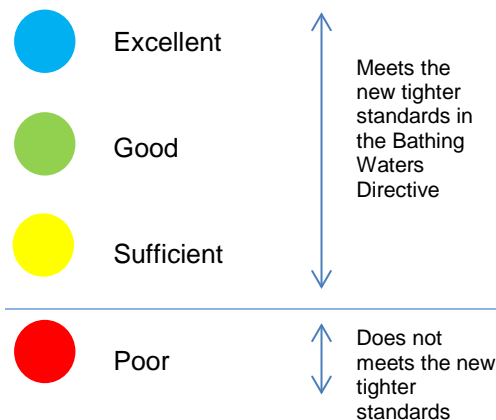 Excellent
Meets the
new tighter
standards in
the Bathing
Waters
Directive
Good
Sufficient
Poor
Does not
meets the new
tighter
standards